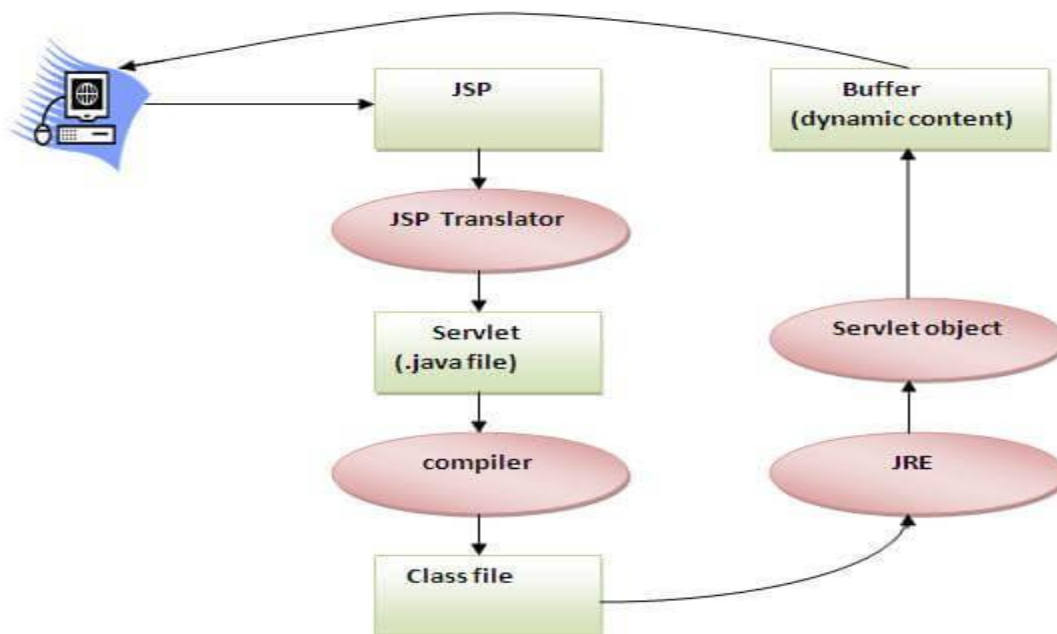 JSP
JSP Translator
Servlet
(.java file)
compiler
Class file
JRE
Servlet object
Buffer
(dynamic content)